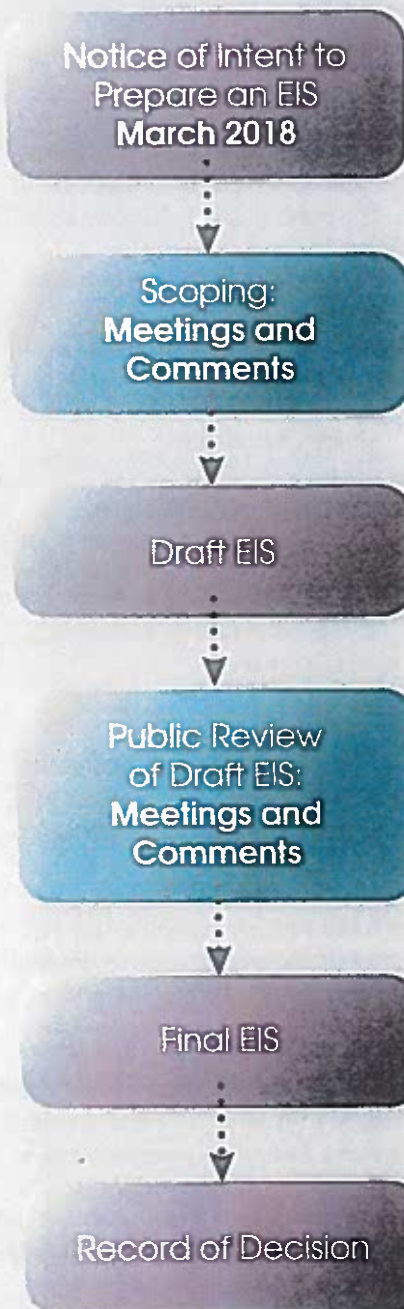 Notice of Intent to
Prepare an EIS
March 2018
Scoping:
Meetings and
Comments
Draft EIS
Public Review
of Draft EIS:
Meetings and
Comments
Final EIS
Record of Decision